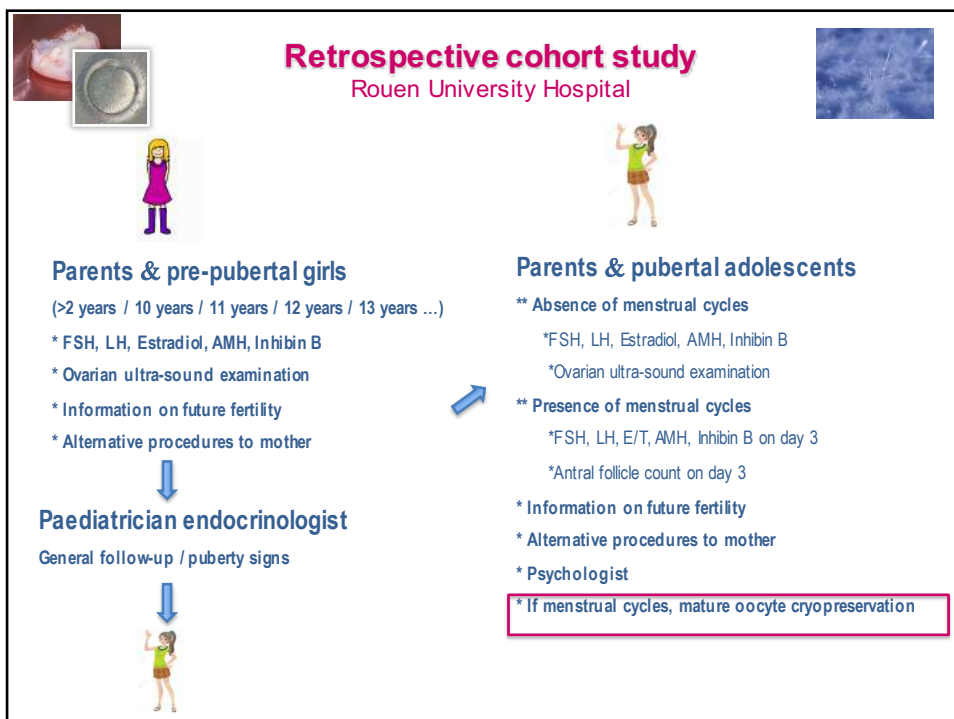 Retrospective cohort study
Rouen University Hospital
Parents & pre-pubertal girls
(>2 years / 10 years / 11 years / 12 years / 13 years ...)
* FSH, LH, Estradiol, AMH, Inhibin B
* Ovarian ultra-sound examination
* Information on future fertility
* Alternative procedures to mother
Paediatrician endocrinologist
General follow-up / puberty signs
Parents & pubertal adolescents
** Absence of menstrual cycles
*FSH, LH, Estradiol, AMH, Inhibin B
*Ovarian ultra-sound examination
** Presence of menstrual cycles
*FSH, LH, E/T, AMH, Inhibin B on day 3
*Antral follicle count on day 3
* Information on future fertility
* Alternative procedures to mother
* Psychologist
* If menstrual cycles, mature oocyte cryopreservation